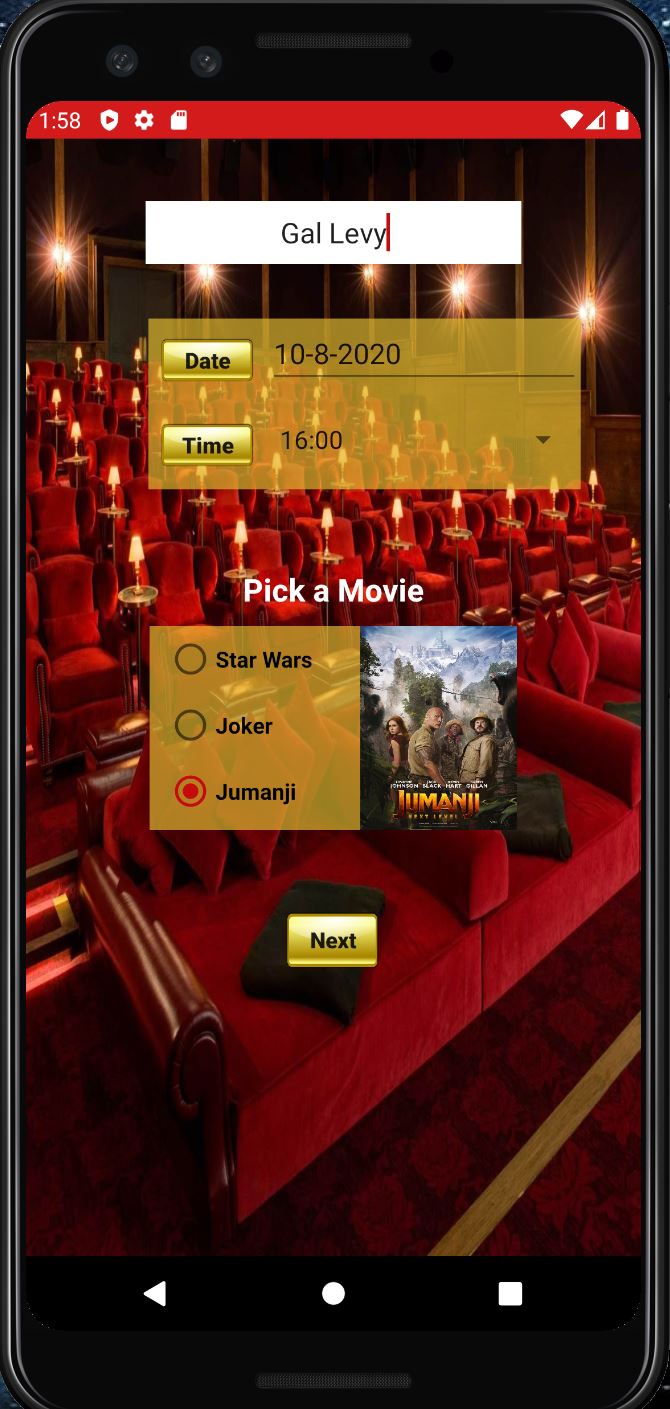 1:58
Gal Levy
Date 10-8-2020
Time 16:00
Pick a Movie
Star Wars
Joker
Jumanji
JOHNSON BLACK HART GILLAN
JUMANJI
NEXT LEVEL
Next